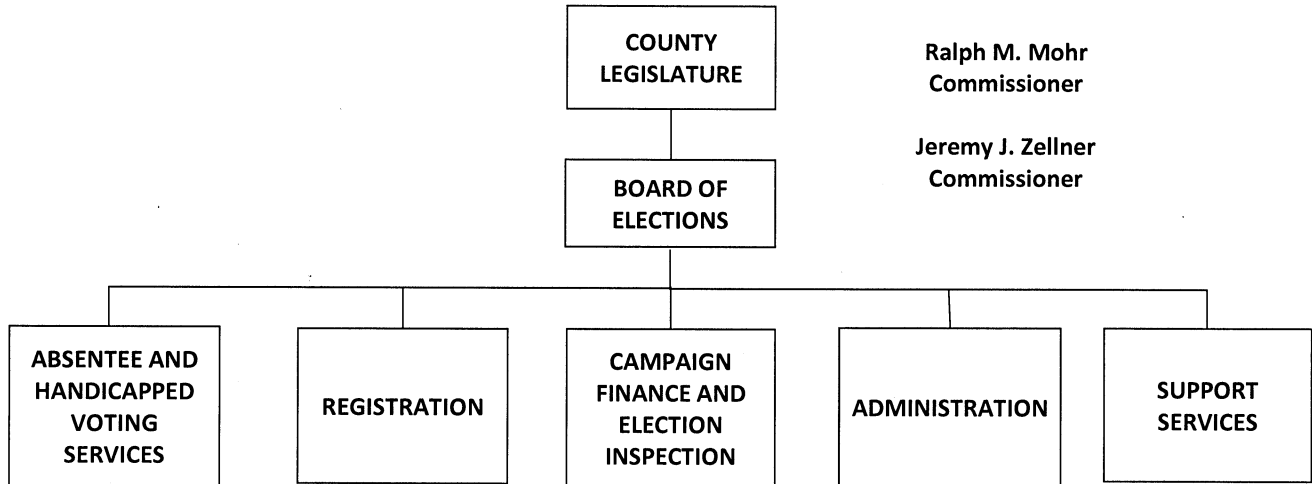 COUNTY
LEGISLATURE
Ralph M. Mohr
Commissioner
Jeremy J. Zellner
Commissioner
BOARD OF
ELECTIONS
ABSENTEE AND
HANDICAPPED
VOTING
SERVICES
REGISTRATION
CAMPAIGN
FINANCE AND
ELECTION
INSPECTION
ADMINISTRATION
SUPPORT
SERVICES